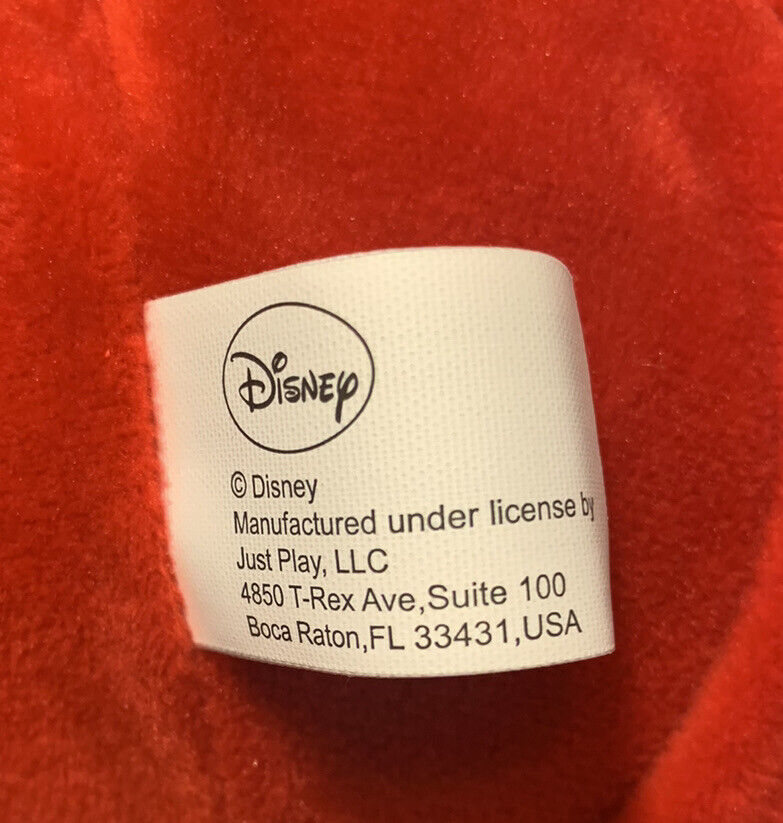 Disney
© Disney
Manufactured under license by
Just Play, LLC
4850 T-Rex Ave,Suite 100
Boca Raton,FL 33431,USA